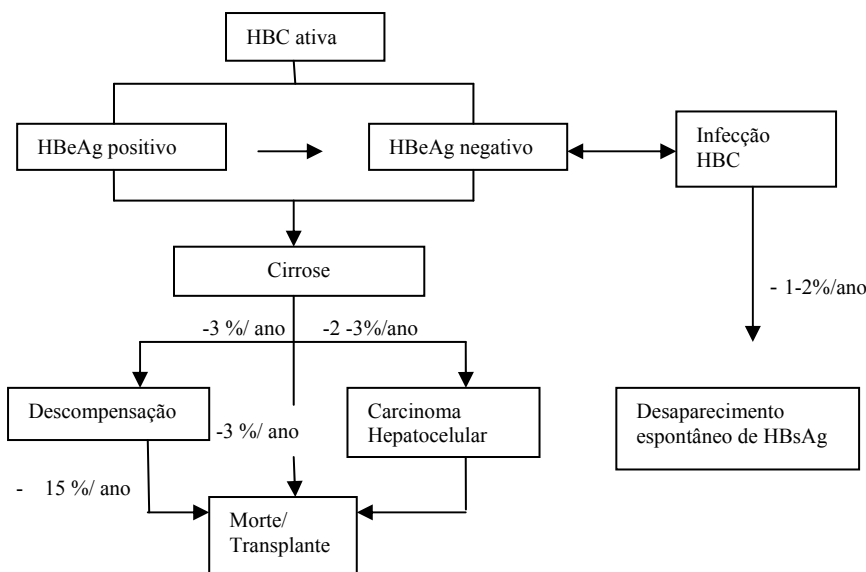 HBC ativa
HBeAg positivo
HBeAg negativo
Infecção
HBC
Cirrose
- 1-2%/ano
-3 %/ ano
-2 -3%/ano
Descompensação
-3 %/ ano
Carcinoma
Hepatocelular
Desaparecimento
espontâneo de HBsAg
- 15 %/ ano
Morte/
Transplante